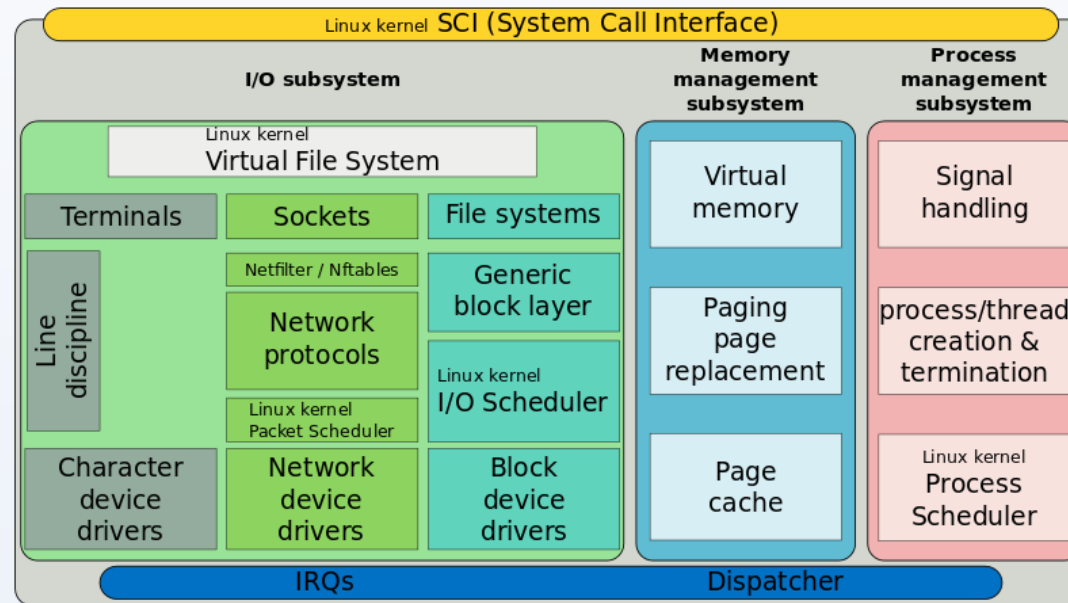 Linux kernel SCI (System Call Interface)
I/O subsystem
Memory
management
subsystem
Process
management
subsystem
Linux kernel
Virtual File System
Terminals
Sockets
File systems
Line
discipline
Netfilter / Nftables
Network
protocols
Linux kernel
Packet Scheduler
Generic
block layer
Linux kernel
I/O Scheduler
Character
device
drivers
Network
device
drivers
Block
device
drivers
Virtual
memory
Paging
page
replacement
Page
cache
Signal
handling
process/thread
creation &
termination
Linux kernel
Process
Scheduler
IRQs
Dispatcher